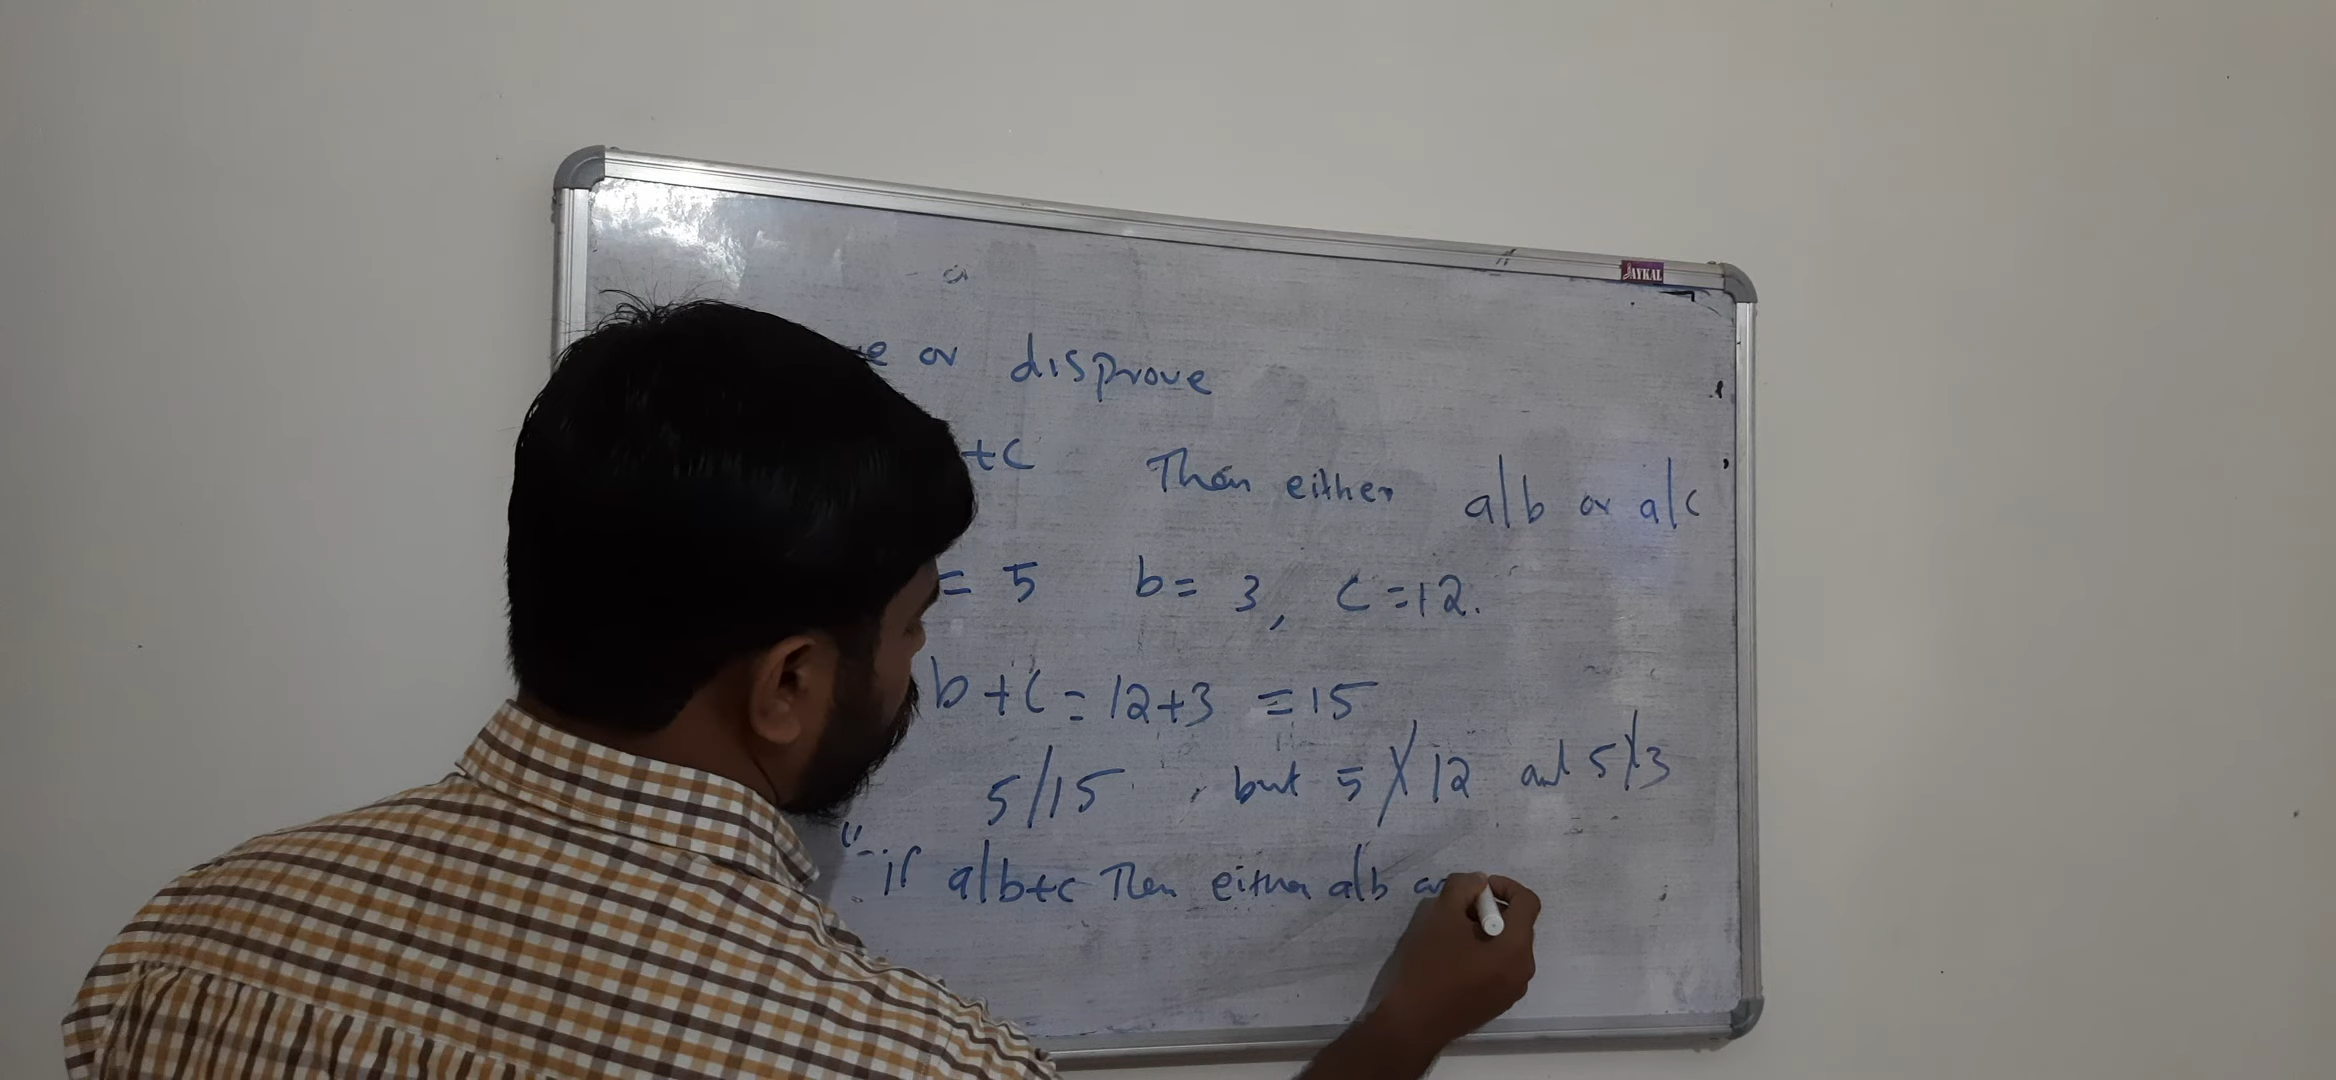 a
AYKAL
e or disprove
+c Then either a|b or a|c
= 5 b = 3, c = 12.
b + c = 12+3 = 15
5/15, but 5 ∤ 12 and 5 ∤ 3
"if a|b+c Then either a|b or